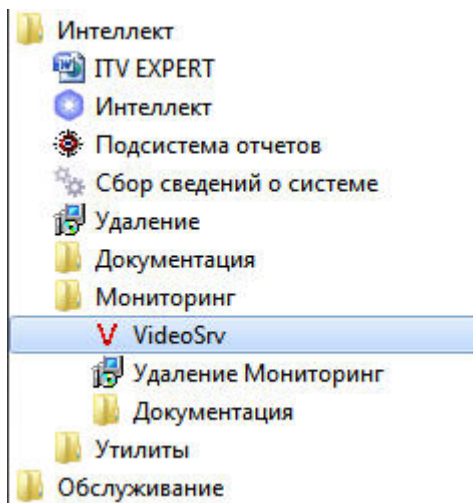 Интеллект
ITV EXPERT
Интеллект
Подсистема отчетов
Сбор сведений о системе
Удаление
Документация
Мониторинг
VideoSrv
Удаление Мониторинг
Документация
Утилиты
Обслуживание